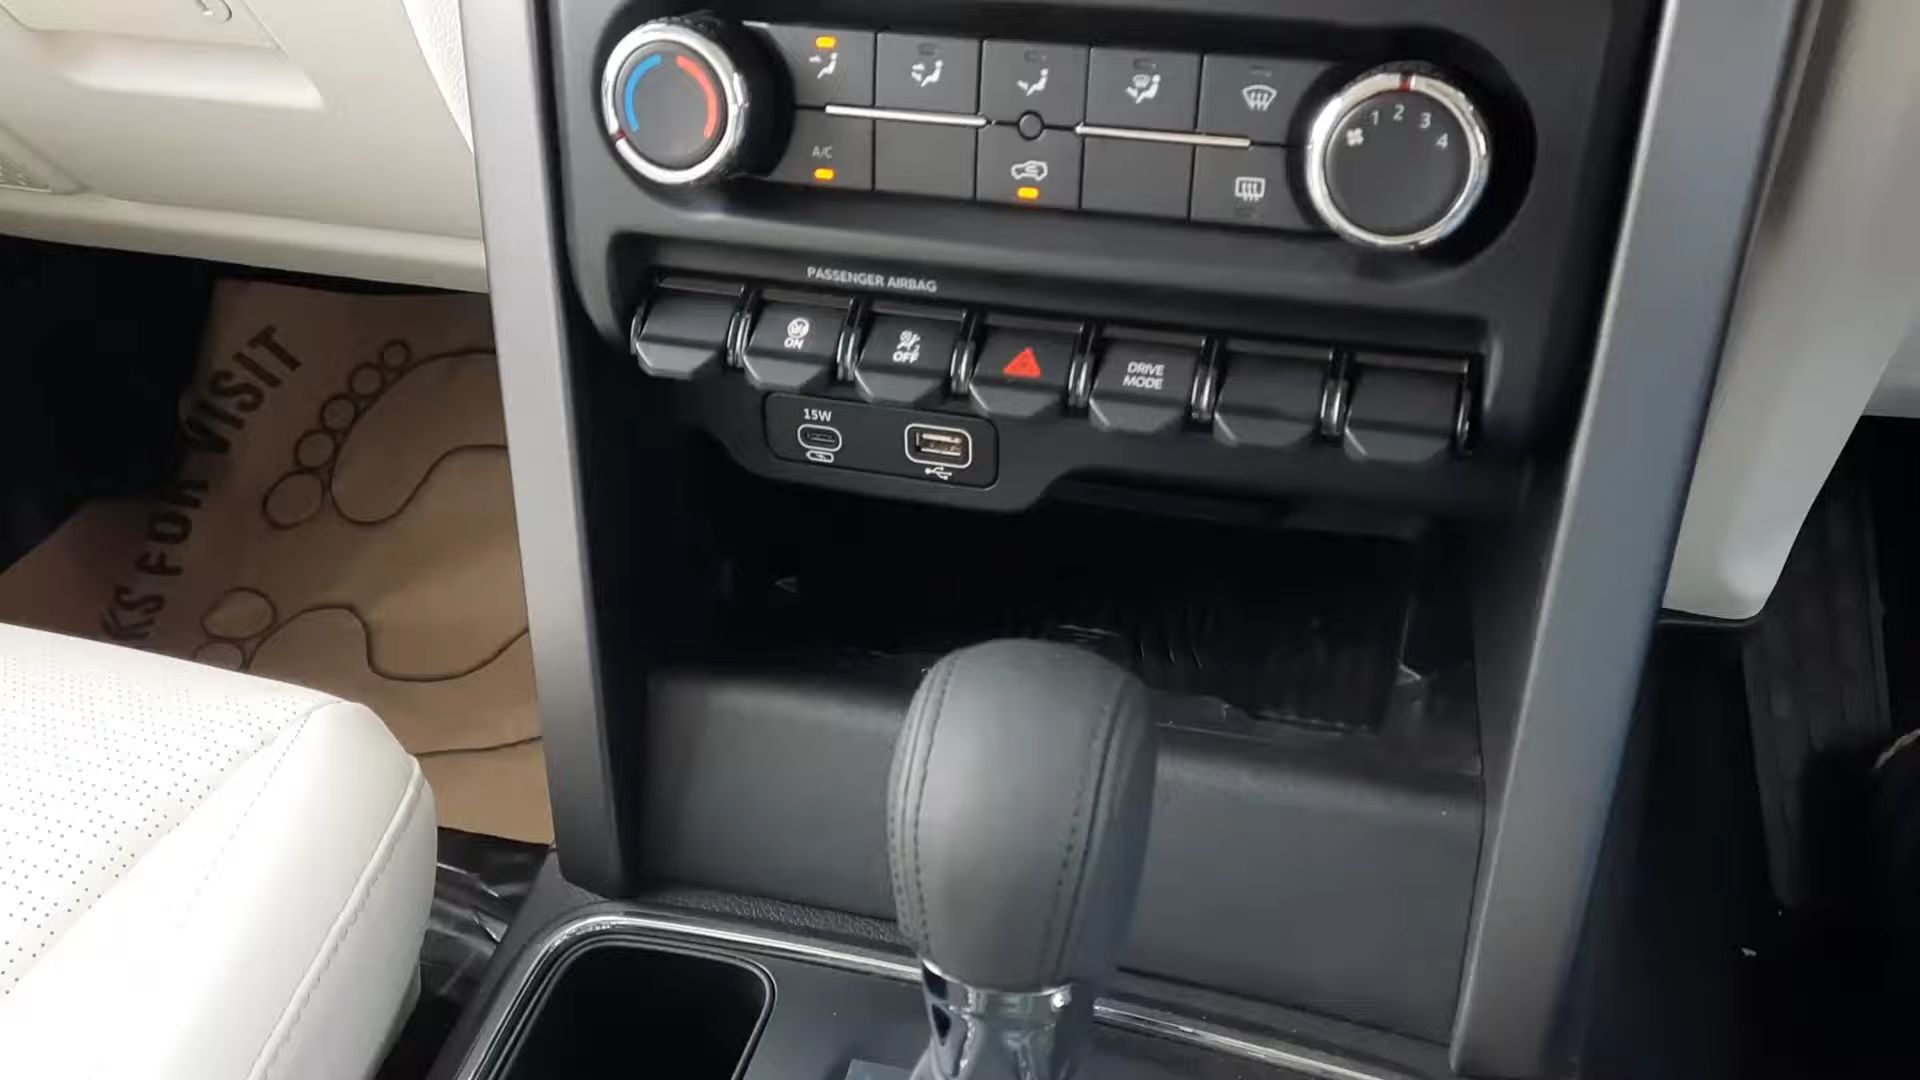 1
2
3
4
A/C
PASSENGER AIRBAG
ON
OFF
DRIVE
MODE
15W
KS FOR VISIT